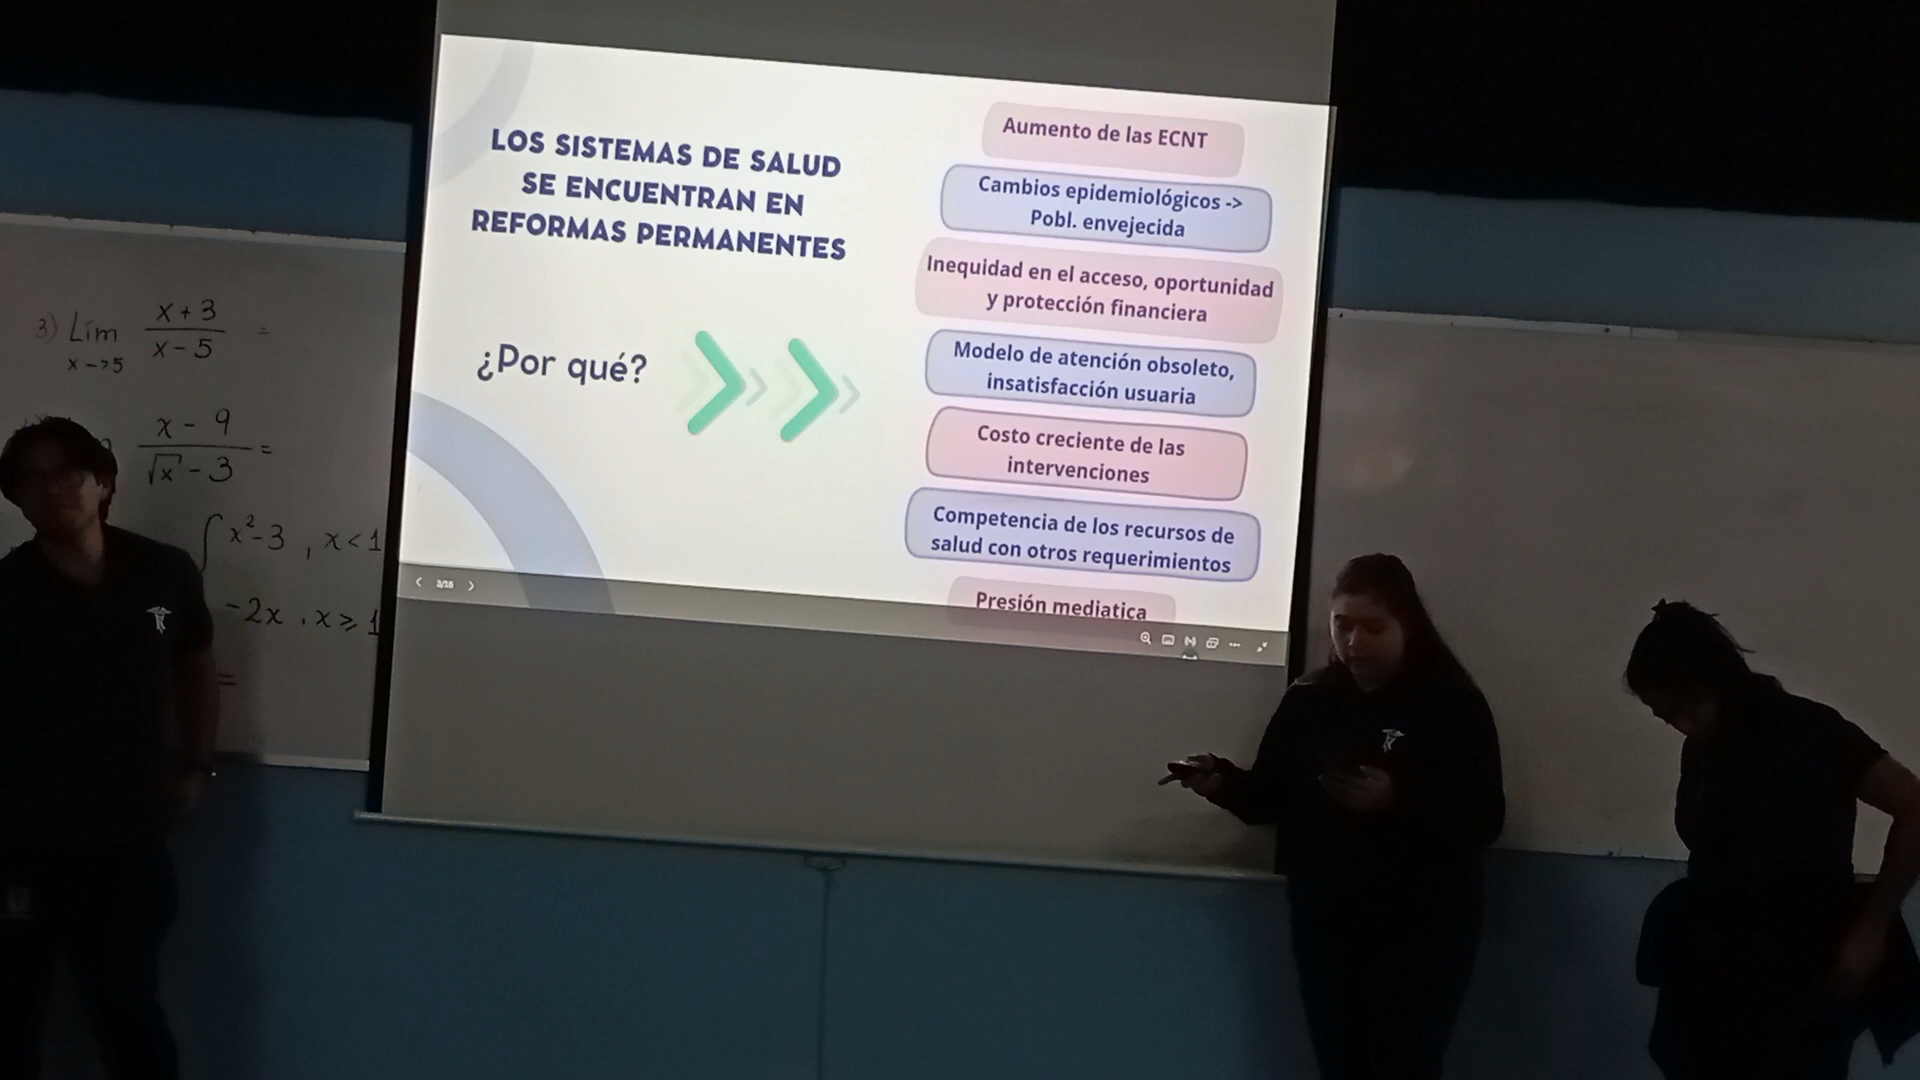 3) Lim x + 3 =
x->5 x - 5
x - 9 =
√x - 3
x²-3 , x<1
-2x , x≥1
=
LOS SISTEMAS DE SALUD
SE ENCUENTRAN EN
REFORMAS PERMANENTES
¿Por qué?
Aumento de las ECNT
Cambios epidemiológicos ->
Pobl. envejecida
Inequidad en el acceso, oportunidad
y protección financiera
Modelo de atención obsoleto,
insatisfacción usuaria
Costo creciente de las
intervenciones
Competencia de los recursos de
salud con otros requerimientos
Presión mediatica